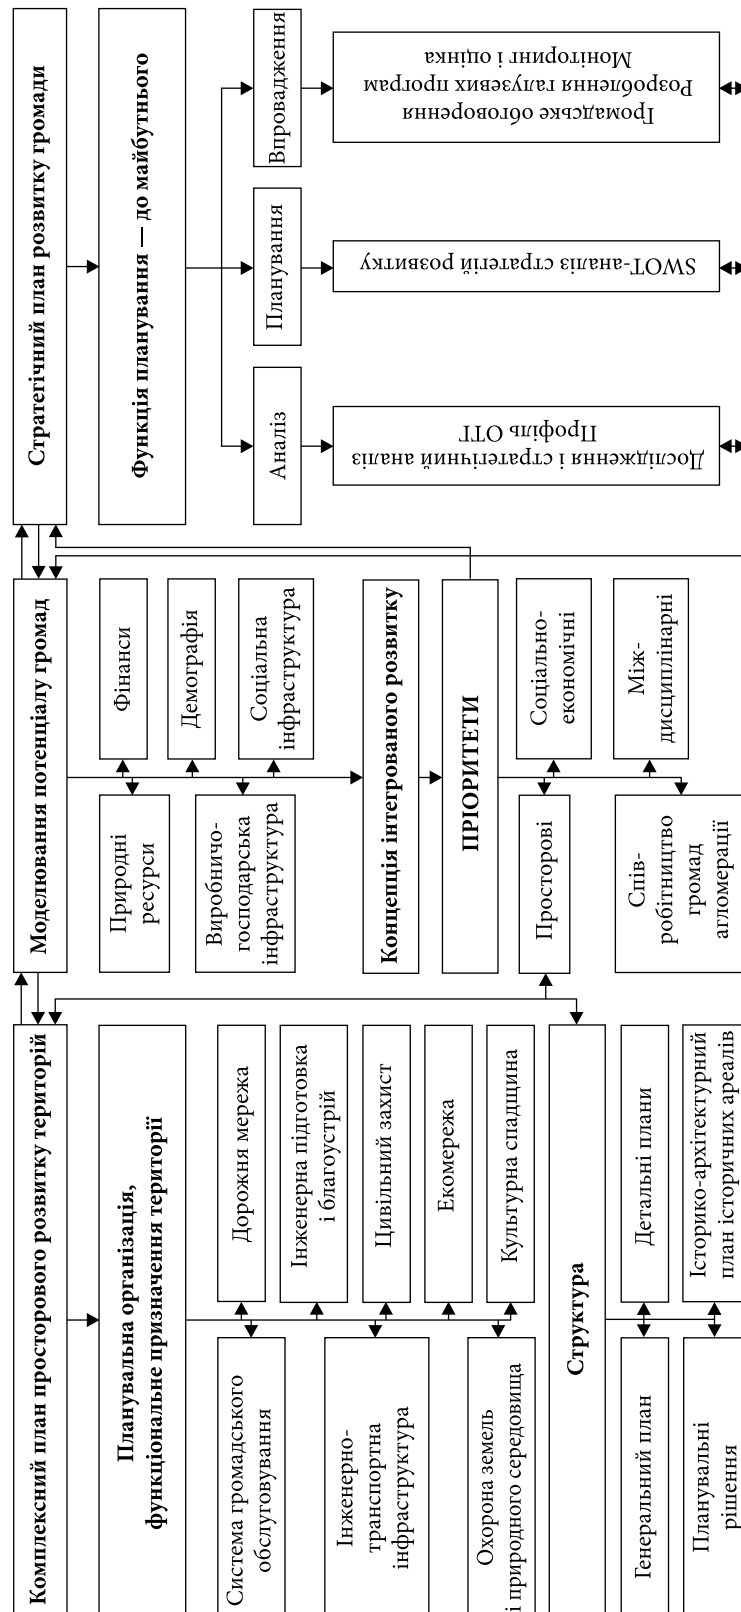 Комплексний план просторового розвитку територій
Планувальна організація,
функціональне призначення території
Система громадського
обслуговування
Дорожня мережа
Інженерна підготовка
і благоустрій
Інженерно-
транспортна
інфраструктура
Цивільний захист
Екомережа
Охорона земель
і природного середовища
Культурна спадщина
Структура
Генеральний план
Детальні плани
Планувальні
рішення
Історико-архітектурний
план історичних ареалів
Моделювання потенціалу громад
Природні
ресурси
Фінанси
Демографія
Виробничо-
господарська
інфраструктура
Соціальна
інфраструктура
Концепція інтегрованого розвитку
ПРІОРИТЕТИ
Просторові
Соціально-
економічні
Спів-
робітництво
громад
агломерації
Між-
дисциплінарні
Стратегічний план розвитку громади
Функція планування — до майбутнього
Аналіз
Планування
Впровадження
Дослідження і стратегічний аналіз
Профіль ОТГ
SWOT-аналіз стратегій розвитку
Громадське обговорення
Розроблення галузевих програм
Моніторинг і оцінка